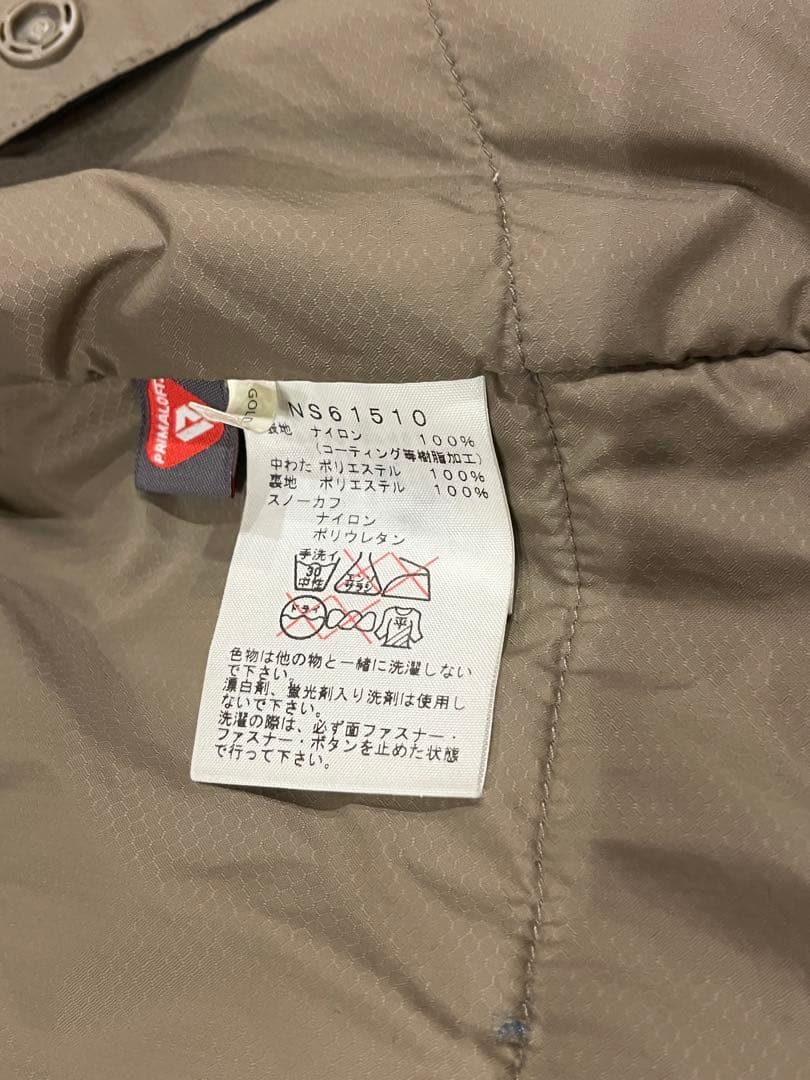 PRIMALOFT
GOLD
NS61510
表地 ナイロン 100%
(コーティング等樹脂加工)
中わた ポリエステル 100%
裏地 ポリエステル 100%
スノーカフ
ナイロン
ポリウレタン
手洗イ
30
中性
エンソ
サラシ
ドライ
平
色物は他の物と一緒に洗濯しない
で下さい。
漂白剤、蛍光剤入り洗剤は使用し
ないで下さい。
洗濯の際は、必ず面ファスナー・
ファスナー・ボタンを止めた状態
で行って下さい。